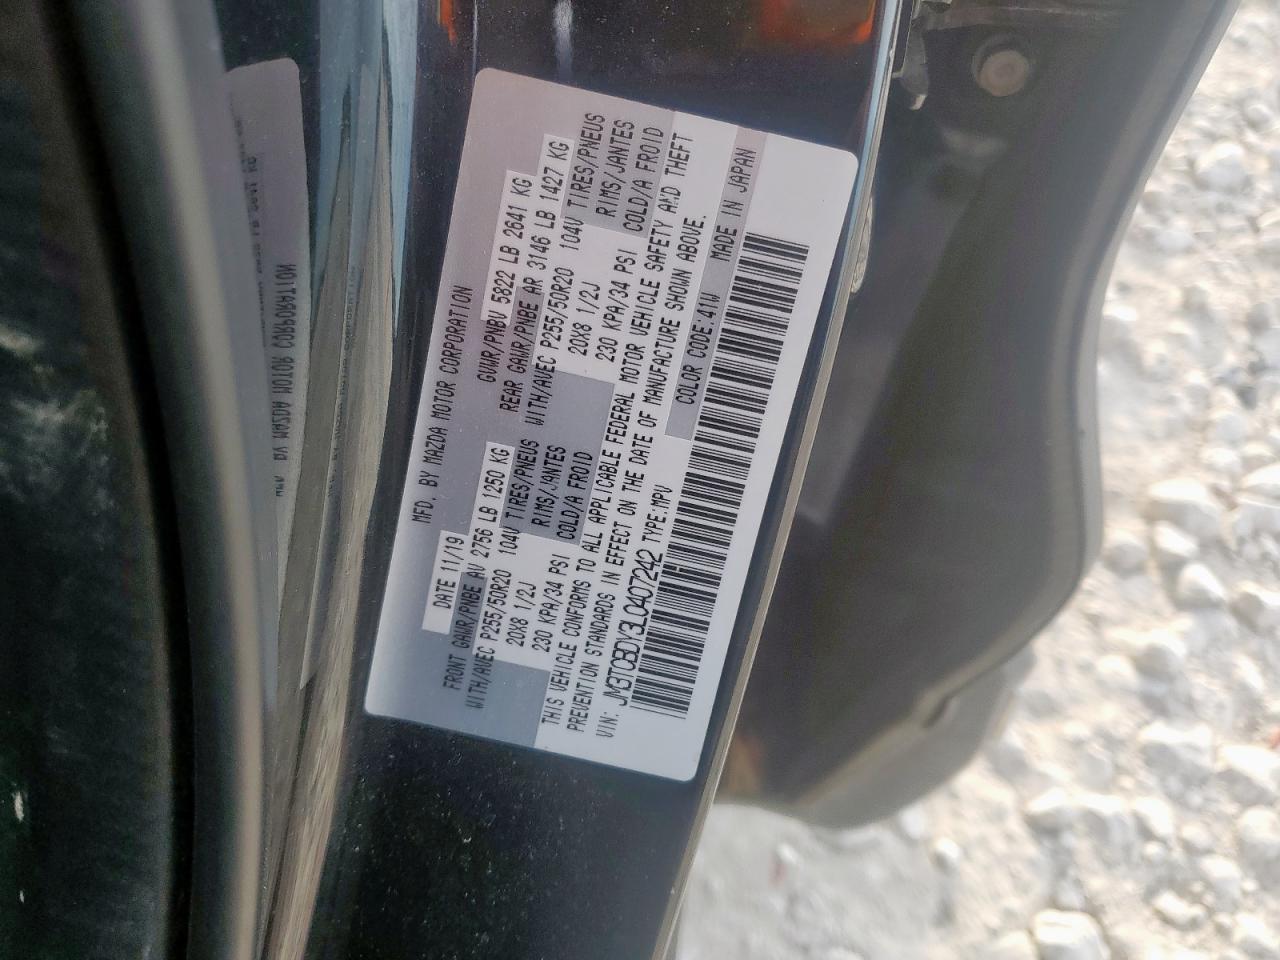 MFD. BY MAZDA MOTOR CORPORATION
DATE 11/19 GVWR/PNBV 5822 LB 2641 KG
FRONT GAWR/PNBE AV 2756 LB 1250 KG REAR GAWR/PNBE AR 3146 LB 1427 KG
WITH/AVEC P255/50R20 104V TIRES/PNEUS WITH/AVEC P255/50R20 104V TIRES/PNEUS
20X8 1/2J RIMS/JANTES 20X8 1/2J RIMS/JANTES
230 KPA/34 PSI COLD/A FROID 230 KPA/34 PSI COLD/A FROID
THIS VEHICLE CONFORMS TO ALL APPLICABLE FEDERAL MOTOR VEHICLE SAFETY AND THEFT
PREVENTION STANDARDS IN EFFECT ON THE DATE OF MANUFACTURE SHOWN ABOVE.
VIN: JM3TCBDY3L0407242 TYPE:MPV COLOR CODE:41W MADE IN JAPAN